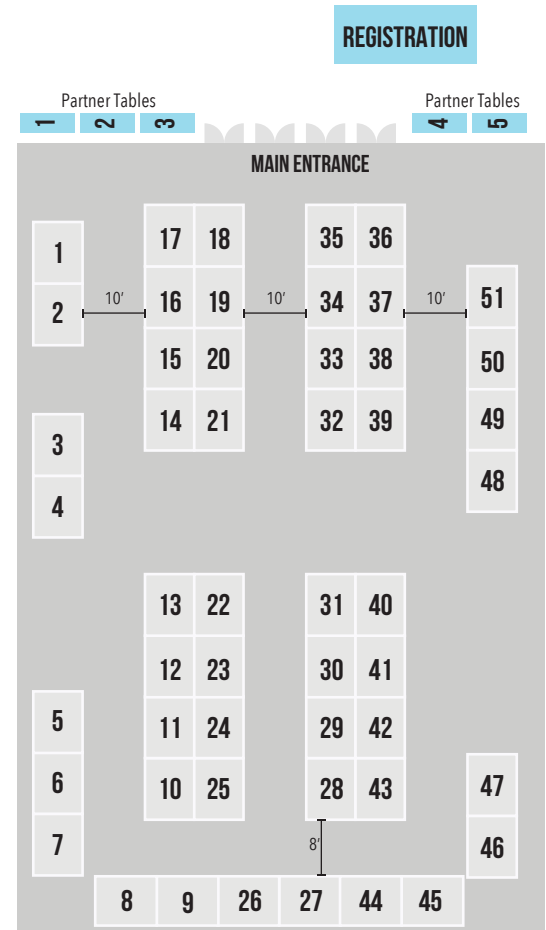 REGISTRATION
Partner Tables Partner Tables
1 2 3 4 5
MAIN ENTRANCE
1 17 18 35 36
2 10' 16 19 10' 34 37 10' 51
15 20 33 38 50
14 21 32 39 49
3 48
4
13 22 31 40
12 23 30 41
5 11 24 29 42
6 10 25 28 43 47
7 8' 46
8 9 26 27 44 45